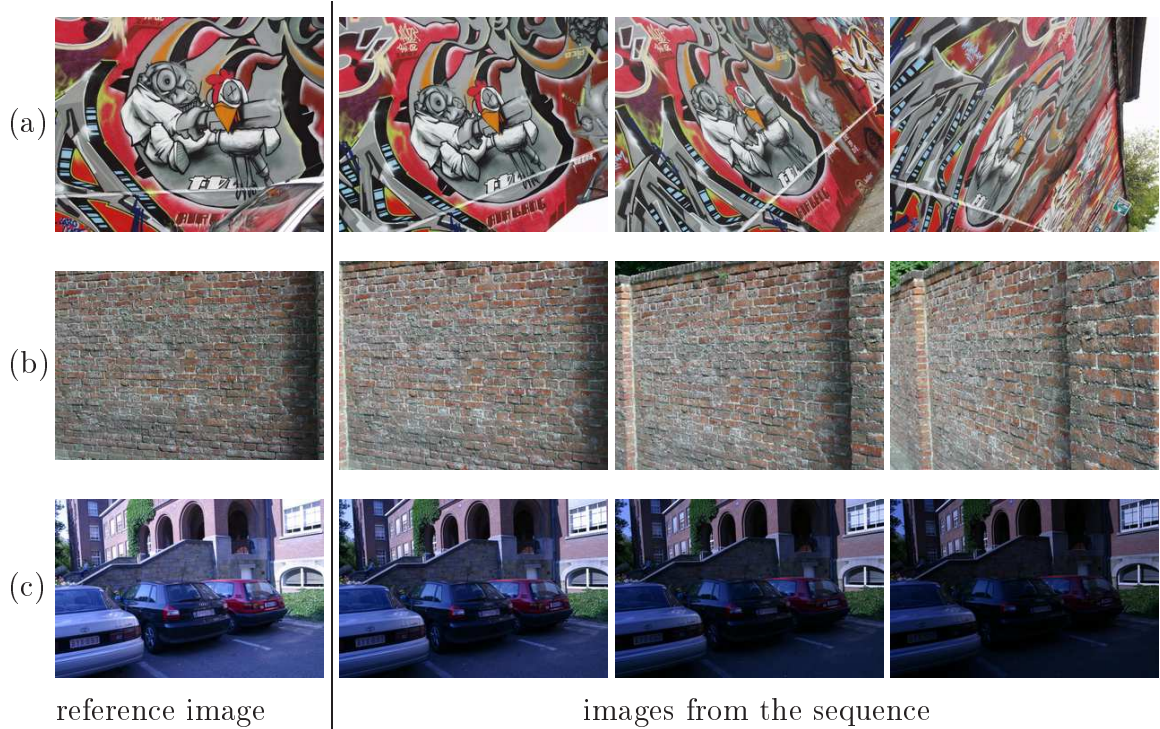 (a)
(b)
(c)
reference image
images from the sequence